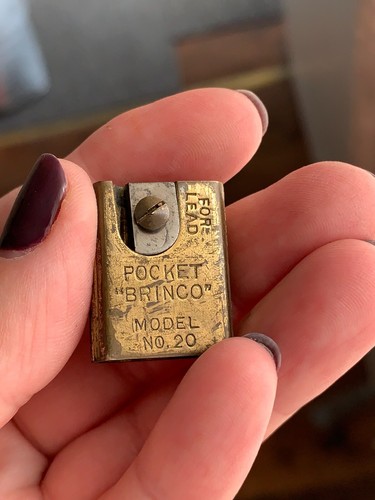 FOR
LEAD
POCKET
"BRINCO"
MODEL
NO. 20